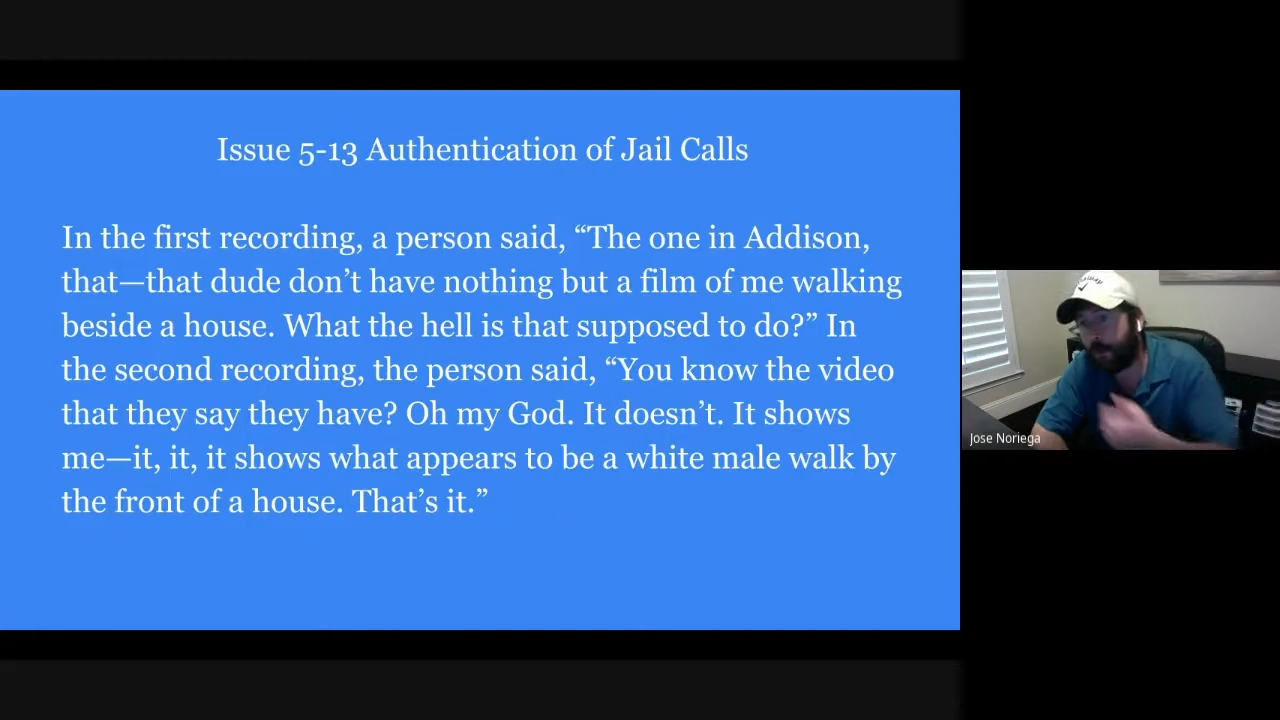 Issue 5-13 Authentication of Jail Calls
In the first recording, a person said, “The one in Addison,
that—that dude don’t have nothing but a film of me walking
beside a house. What the hell is that supposed to do?” In
the second recording, the person said, “You know the video
that they say they have? Oh my God. It doesn’t. It shows
me—it, it, it shows what appears to be a white male walk by
the front of a house. That’s it.”
Jose Noriega